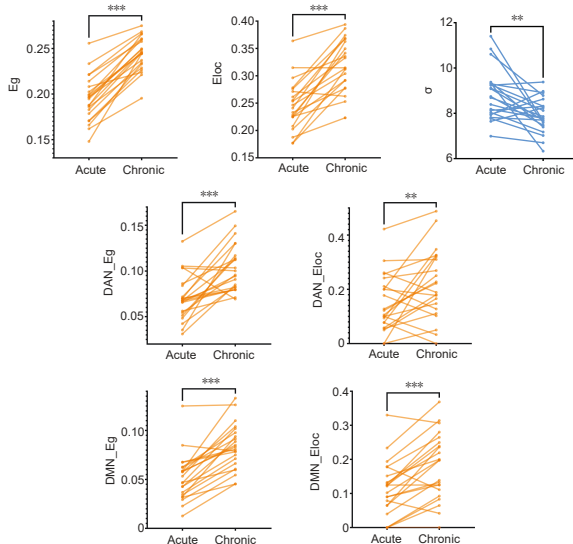 ***
***
**
Eg
0.25
0.20
0.15
Acute Chronic
Eloc
0.40
0.35
0.30
0.25
0.20
0.15
Acute Chronic
σ
12
10
8
6
Acute Chronic
***
**
DAN_Eg
0.15
0.10
0.05
Acute Chronic
DAN_Eloc
0.4
0.2
0
Acute Chronic
***
***
DMN_Eg
0.15
0.10
0.05
0
Acute Chronic
DMN_Eloc
0.4
0.3
0.2
0.1
0
Acute Chronic